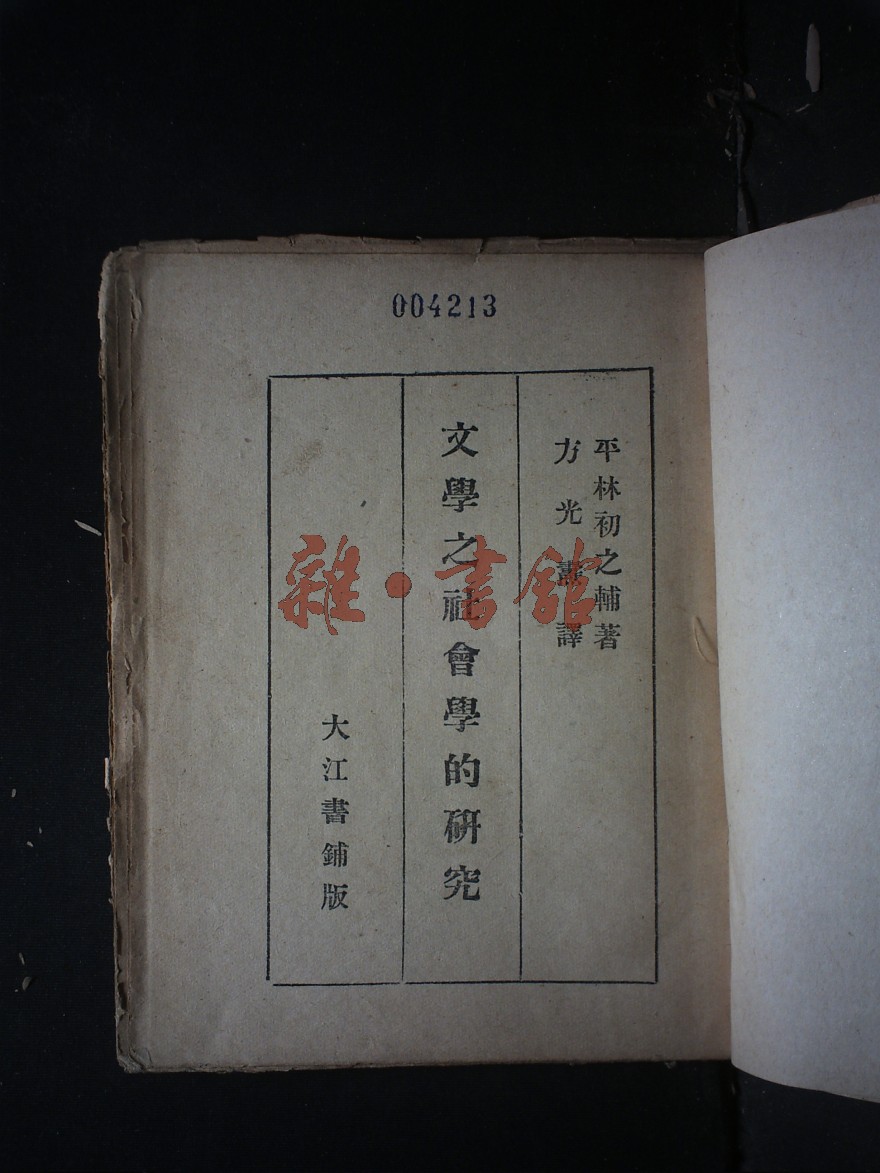 004213
平林初之輔著
方光燾譯
文學之社會學的研究
大江書鋪版
雜·書館